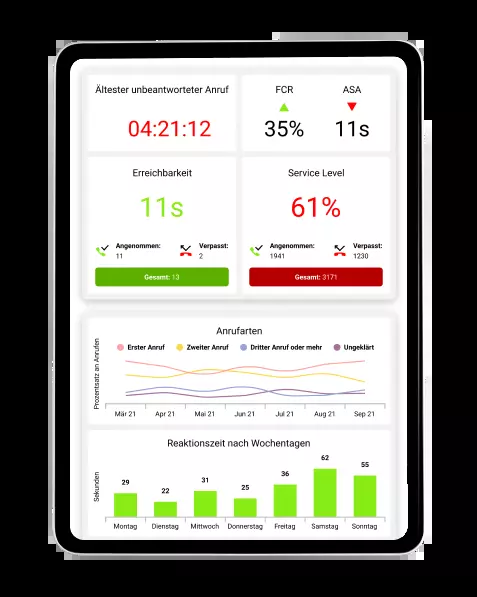 Ältester unbeantworteter Anruf
04:21:12
FCR
35%
ASA
11s
Erreichbarkeit
11s
Angenommen:
11
Verpasst:
2
Gesamt: 13
Service Level
61%
Angenommen:
1941
Verpasst:
1230
Gesamt: 3171
Anrufarten
Erster Anruf Zweiter Anruf Dritter Anruf oder mehr Ungeklärt
Prozentsatz an Anrufen
Mär 21 Apr 21 Mai 21 Jun 21 Jul 21 Aug 21 Sep 21
Reaktionszeit nach Wochentagen
Sekunden
29 22 31 25 36 62 55
Montag Dienstag Mittwoch Donnerstag Freitag Samstag Sonntag